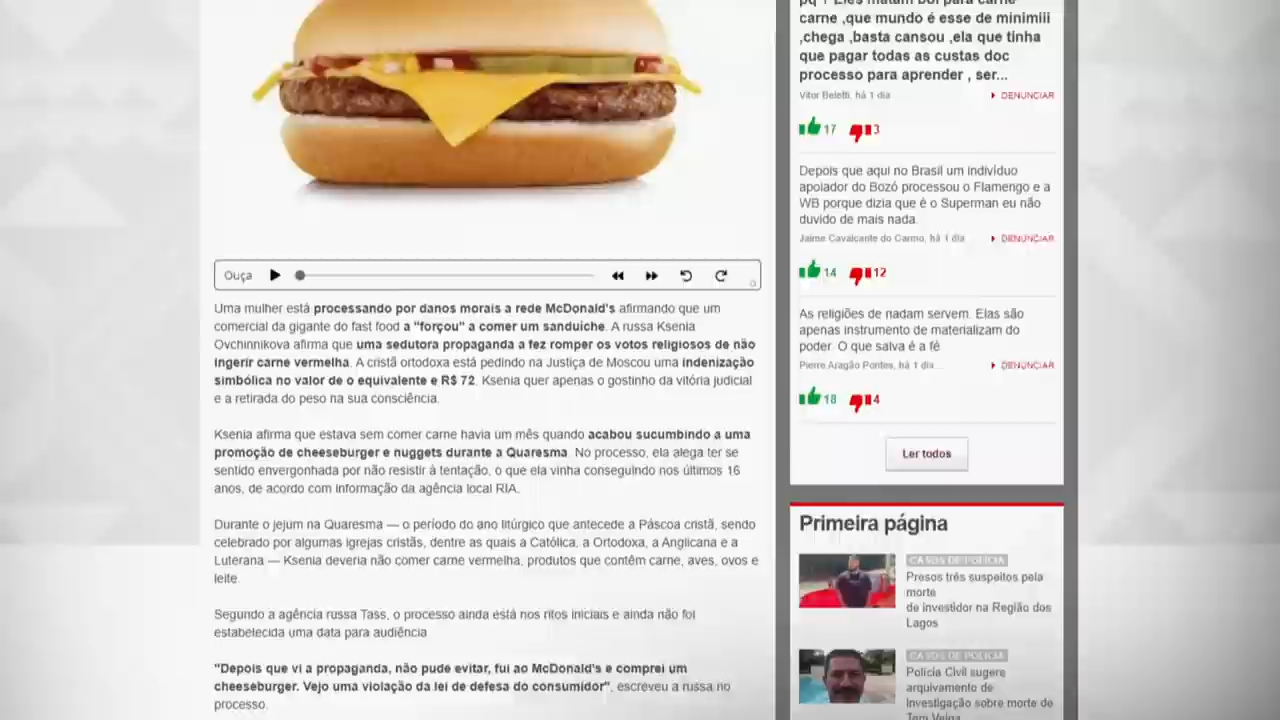 Ouça
Uma mulher está processando por danos morais a rede McDonald's afirmando que um
comercial da gigante do fast food a "forçou" a comer um sanduíche. A russa Ksenia
Ovchinnikova afirma que uma sedutora propaganda a fez romper os votos religiosos de não
ingerir carne vermelha. A cristã ortodoxa está pedindo na Justiça de Moscou uma indenização
simbólica no valor de o equivalente e R$ 72. Ksenia quer apenas o gostinho da vitória judicial
e a retirada do peso na sua consciência.
Ksenia afirma que estava sem comer carne havia um mês quando acabou sucumbindo a uma
promoção de cheeseburger e nuggets durante a Quaresma. No processo, ela alega ter se
sentido envergonhada por não resistir à tentação, o que ela vinha conseguindo nos últimos 16
anos, de acordo com informação da agência local RIA.
Durante o jejum na Quaresma — o período do ano litúrgico que antecede a Páscoa cristã, sendo
celebrado por algumas igrejas cristãs, dentre as quais a Católica, a Ortodoxa, a Anglicana e a
Luterana — Ksenia deveria não comer carne vermelha, produtos que contêm carne, aves, ovos e
leite.
Segundo a agência russa Tass, o processo ainda está nos ritos iniciais e ainda não foi
estabelecida uma data para audiência
"Depois que vi a propaganda, não pude evitar, fui ao McDonald's e comprei um
cheeseburger. Vejo uma violação da lei de defesa do consumidor", escreveu a russa no
processo.
pq ? Eles matam boi para carne
carne ,que mundo é esse de minimiii
,chega ,basta cansou ,ela que tinha
que pagar todas as custas doc
processo para aprender , ser...
Vitor Beletti, há 1 dia DENUNCIAR
17 3
Depois que aqui no Brasil um indivíduo
apoiador do Bozó processou o Flamengo e a
WB porque dizia que é o Superman eu não
duvido de mais nada.
Jaime Cavalcante do Carmo, há 1 dia DENUNCIAR
14 12
As religiões de nadam servem. Elas são
apenas instrumento de materializam do
poder. O que salva é a fé
Pierre Aragão Pontes, há 1 dia... DENUNCIAR
18 4
Ler todos
Primeira página
CASOS DE POLÍCIA
Presos três suspeitos pela
morte
de investidor na Região dos
Lagos
CASOS DE POLÍCIA
Polícia Civil sugere
arquivamento de
investigação sobre morte de
Tom Veiga